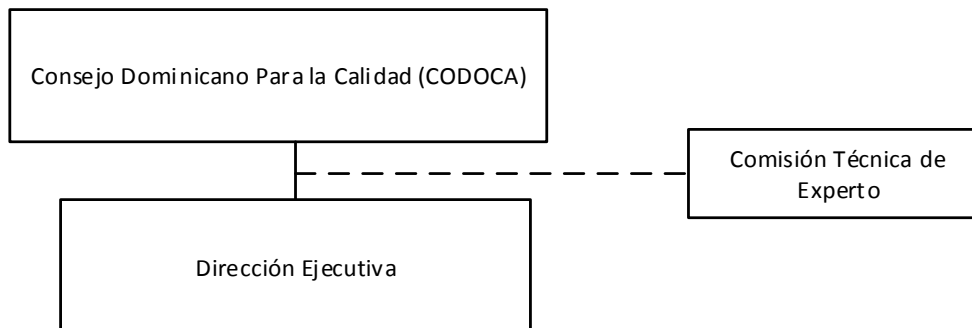 Consejo Dominicano Para la Calidad (CODOCA)
Comisión Técnica de
Experto
Dirección Ejecutiva